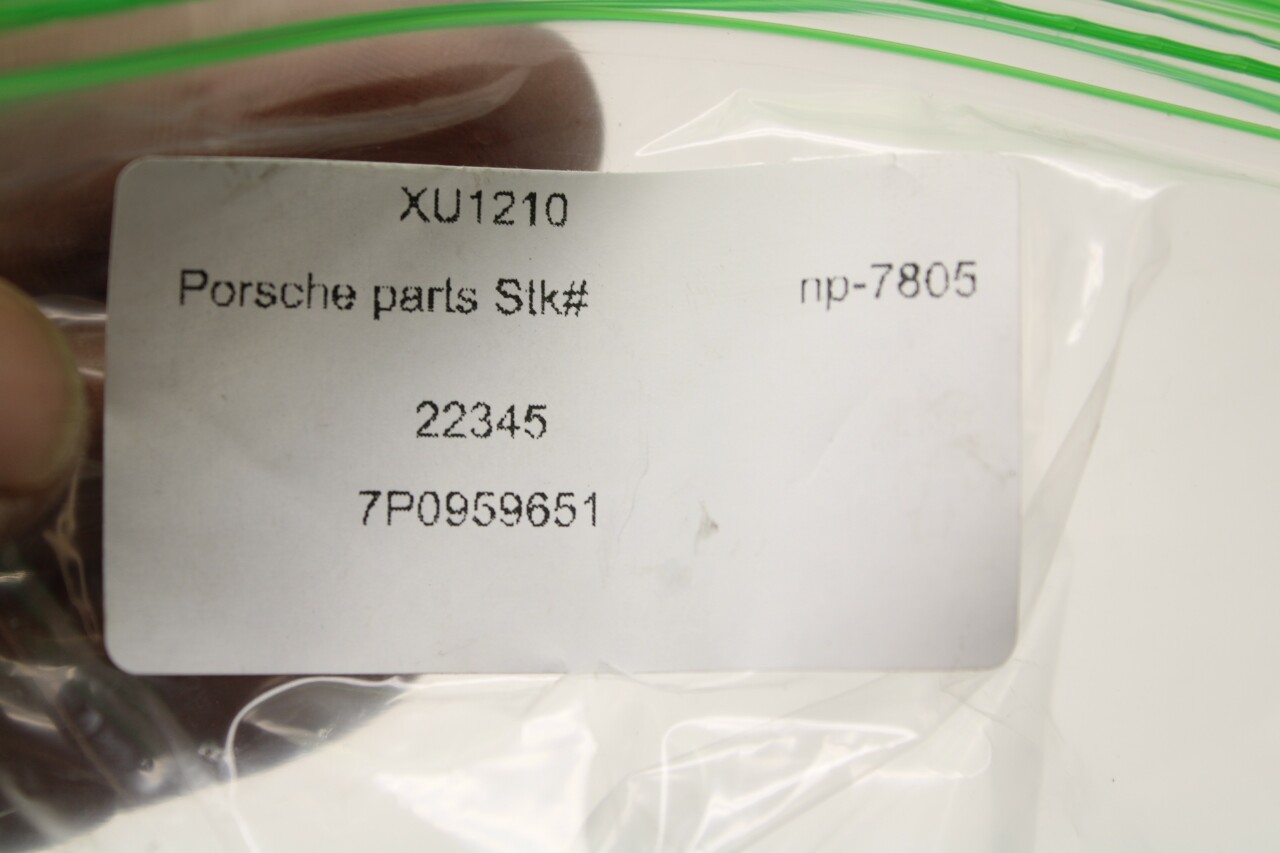 XU1210
Porsche parts Stk# np-7805
22345
7P0959651